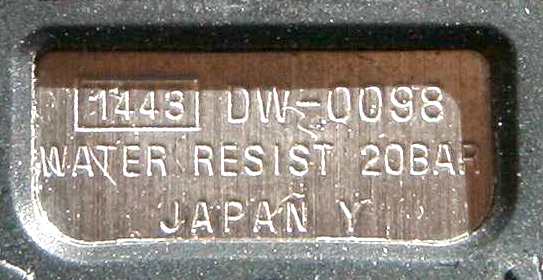 1443 DW-0098
WATER RESIST 20BAR
JAPAN Y